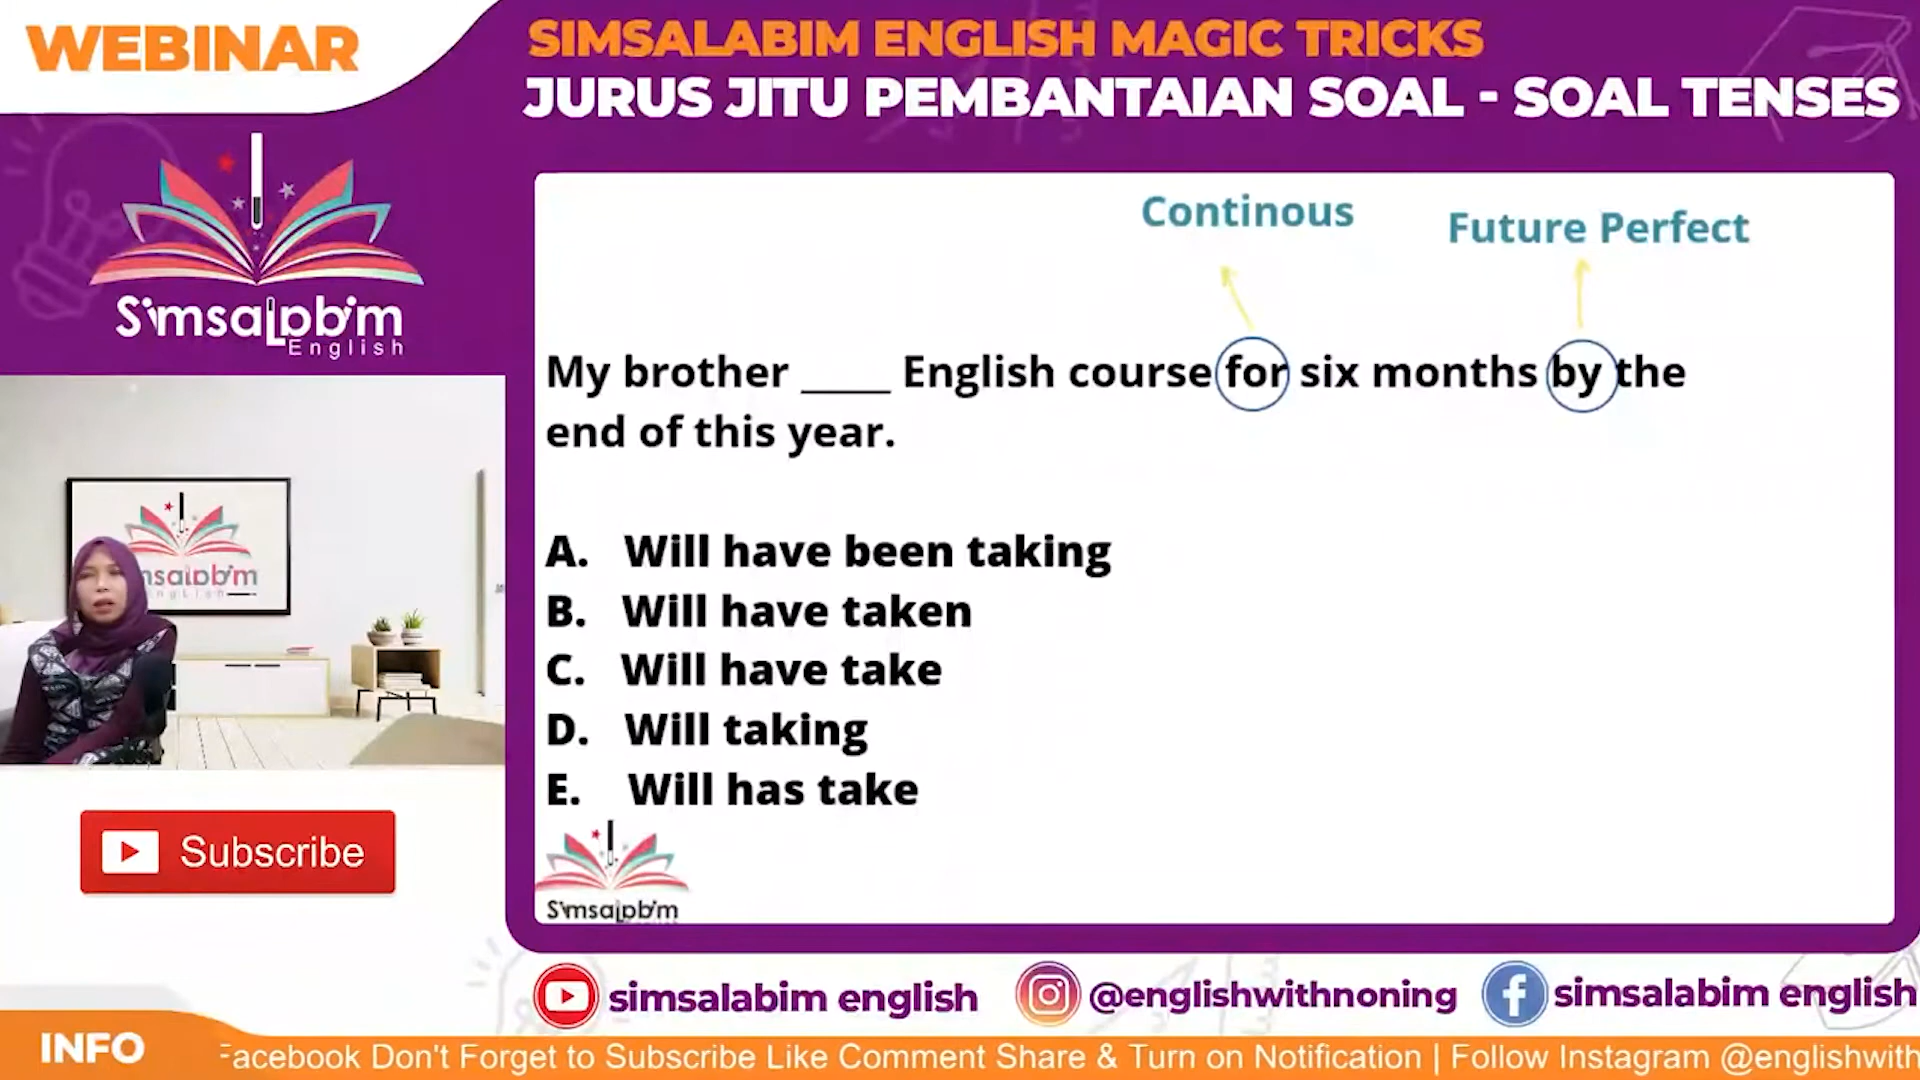 WEBINAR
SIMSALABIM ENGLISH MAGIC TRICKS
JURUS JITU PEMBANTAIAN SOAL - SOAL TENSES
Simsalabim
English
Continous
Future Perfect
My brother ____ English course for six months by the
end of this year.
A. Will have been taking
B. Will have taken
C. Will have take
D. Will taking
E. Will has take
Simsalabim
Subscribe
simsalabim english
@englishwithnoning
simsalabim english
INFO
Facebook Don't Forget to Subscribe Like Comment Share & Turn on Notification | Follow Instagram @englishwith